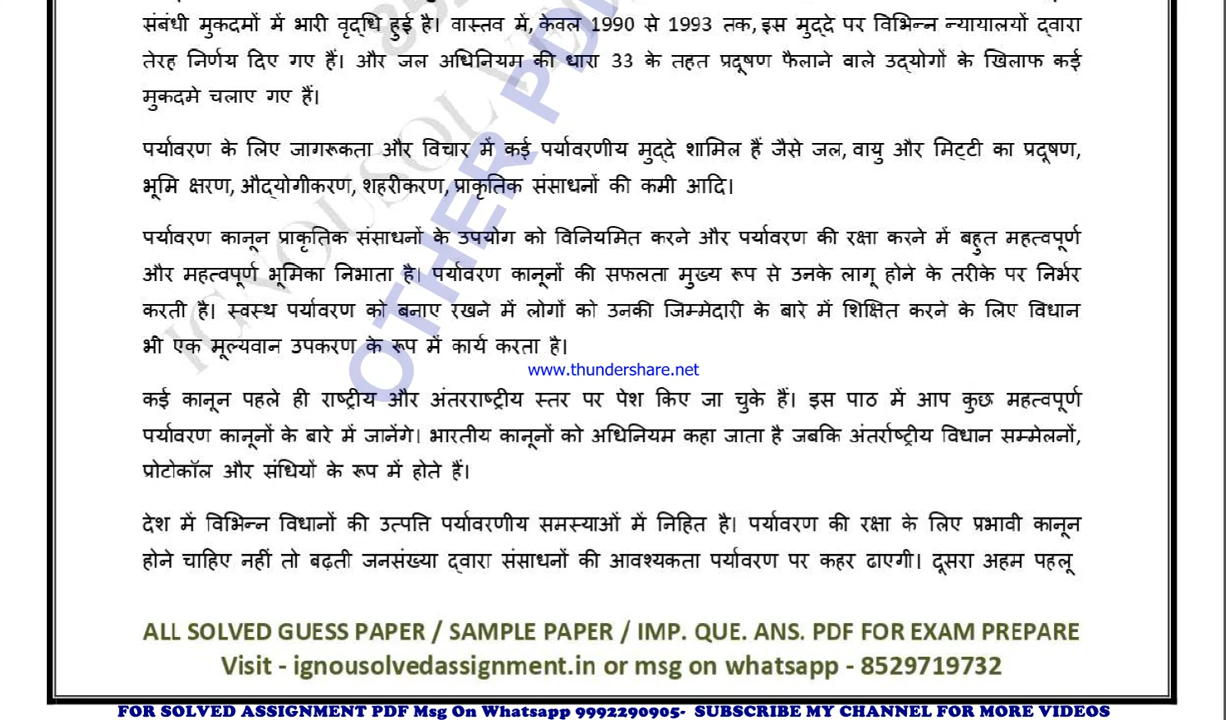 संबंधी मुकदमों में भारी वृद्धि हुई है। वास्तव में, केवल 1990 से 1993 तक, इस मुद्दे पर विभिन्न न्यायालयों द्वारा
तेरह निर्णय दिए गए हैं। और जल अधिनियम की धारा 33 के तहत प्रदूषण फैलाने वाले उद्योगों के खिलाफ कई
मुकदमे चलाए गए हैं।
पर्यावरण के लिए जागरूकता और विचार में कई पर्यावरणीय मुद्दे शामिल हैं जैसे जल, वायु और मिट्टी का प्रदूषण,
भूमि क्षरण, औद्योगीकरण, शहरीकरण, प्राकृतिक संसाधनों की कमी आदि।
पर्यावरण कानून प्राकृतिक संसाधनों के उपयोग को विनियमित करने और पर्यावरण की रक्षा करने में बहुत महत्वपूर्ण
और महत्वपूर्ण भूमिका निभाता है। पर्यावरण कानूनों की सफलता मुख्य रूप से उनके लागू होने के तरीके पर निर्भर
करती है। स्वस्थ पर्यावरण को बनाए रखने में लोगों को उनकी जिम्मेदारी के बारे में शिक्षित करने के लिए विधान
भी एक मूल्यवान उपकरण के रूप में कार्य करता है।
www.thundershare.net
कई कानून पहले ही राष्ट्रीय और अंतरराष्ट्रीय स्तर पर पेश किए जा चुके हैं। इस पाठ में आप कुछ महत्वपूर्ण
पर्यावरण कानूनों के बारे में जानेंगे। भारतीय कानूनों को अधिनियम कहा जाता है जबकि अंतर्राष्ट्रीय विधान सम्मेलनों,
प्रोटोकॉल और संधियों के रूप में होते हैं।
देश में विभिन्न विधानों की उत्पति पर्यावरणीय समस्याओं में निहित है। पर्यावरण की रक्षा के लिए प्रभावी कानून
होने चाहिए नहीं तो बढ़ती जनसंख्या द्वारा संसाधनों की आवश्यकता पर्यावरण पर कहर ढाएगी। दूसरा अहम पहलू
ALL SOLVED GUESS PAPER / SAMPLE PAPER / IMP. QUE. ANS. PDF FOR EXAM PREPARE
Visit - ignousolvedassignment.in or msg on whatsapp - 8529719732
FOR SOLVED ASSIGNMENT PDF Msg On Whatsapp 9992290905- SUBSCRIBE MY CHANNEL FOR MORE VIDEOS
OTHER